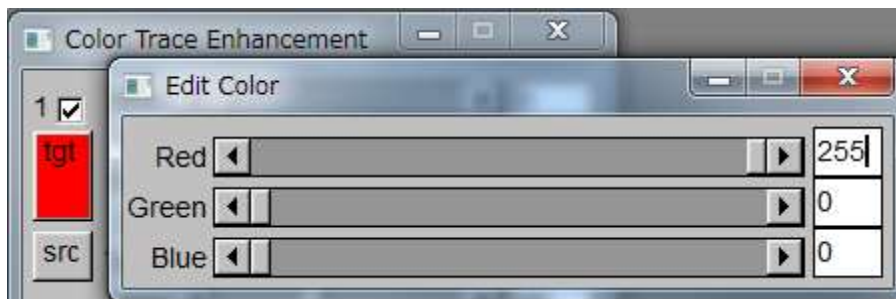 Color Trace Enhancement
Edit Color
1
tgt
Red 255
Green 0
src
Blue 0